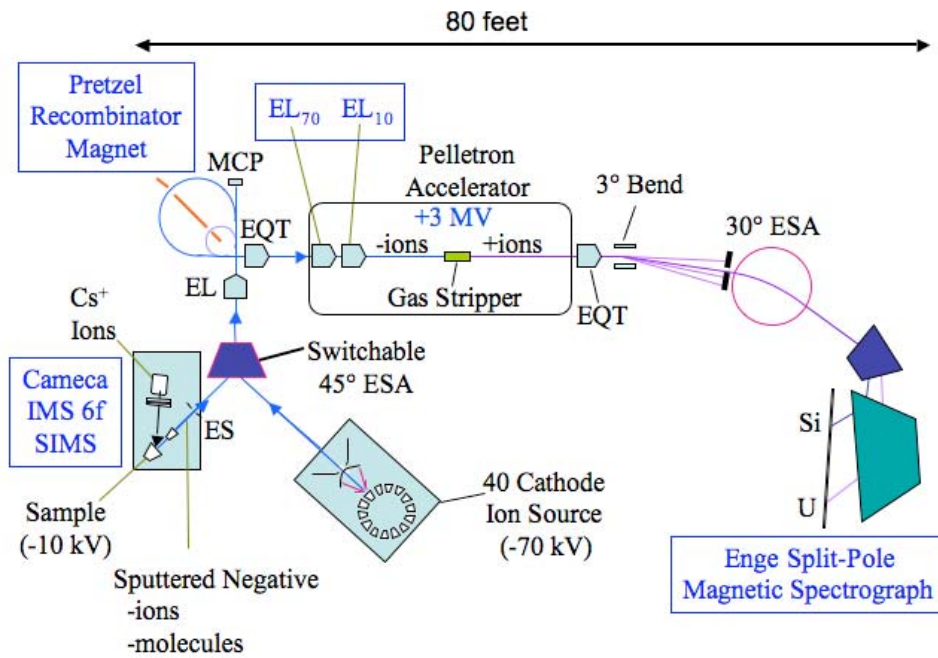 80 feet
Pretzel
Recombinator
Magnet
EL70 EL10
MCP
Pelletron
Accelerator
+3 MV
3° Bend
30° ESA
EQT
-ions
+ions
Gas Stripper
EL
EQT
Cs+
Ions
Switchable
45° ESA
Cameca
IMS 6f
SIMS
ES
Si
U
Sample
(-10 kV)
40 Cathode
Ion Source
(-70 kV)
Sputtered Negative
-ions
-molecules
Enge Split-Pole
Magnetic Spectrograph